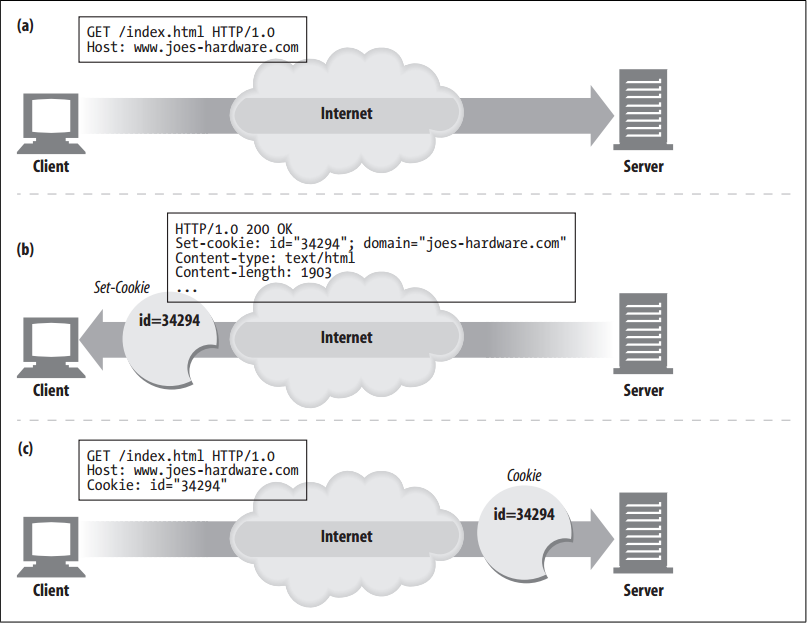 (a)
GET /index.html HTTP/1.0
Host: www.joes-hardware.com
Internet
Client
Server
(b)
HTTP/1.0 200 OK
Set-cookie: id="34294"; domain="joes-hardware.com"
Content-type: text/html
Content-length: 1903
...
Set-Cookie
id=34294
Internet
Client
Server
(c)
GET /index.html HTTP/1.0
Host: www.joes-hardware.com
Cookie: id="34294"
Cookie
id=34294
Internet
Client
Server